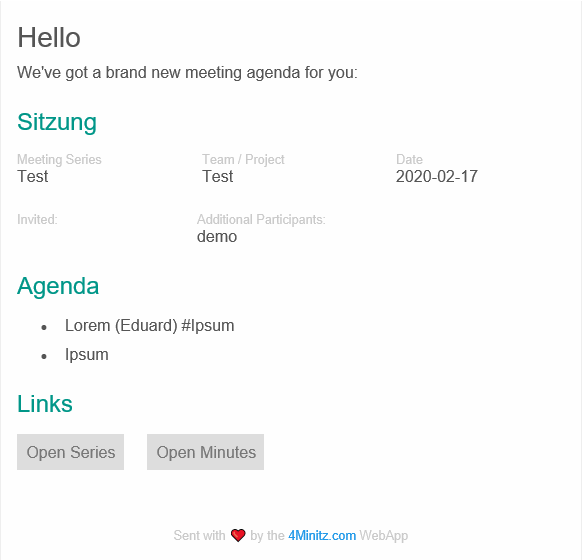 Hello
We've got a brand new meeting agenda for you:
Sitzung
Meeting Series Team / Project Date
Test Test 2020-02-17
Invited: Additional Participants:
demo
Agenda
• Lorem (Eduard) #Ipsum
• Ipsum
Links
Open Series Open Minutes
Sent with ❤ by the 4Minitz.com WebApp